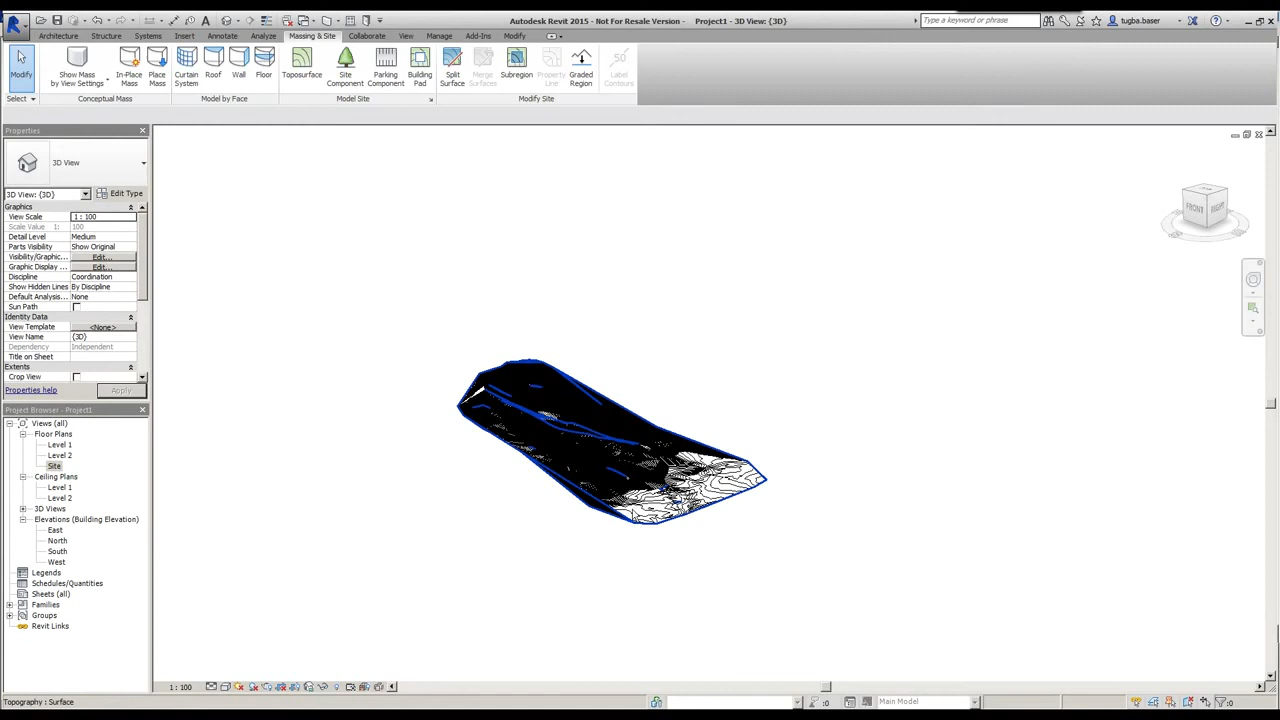 Autodesk Revit 2015 - Not For Resale Version - Project1 - 3D View: {3D}
Type a keyword or phrase
tugba.baser
Architecture Structure Systems Insert Annotate Analyze Massing & Site Collaborate View Manage Add-Ins Modify
Modify
Show Mass by View Settings
In-Place Mass
Place Mass
Curtain System
Roof
Wall
Floor
Toposurface
Site Component
Parking Component
Building Pad
Split Surface
Merge Surfaces
Subregion
Property Line
Graded Region
Label Contours
Select
Conceptual Mass
Model by Face
Model Site
Modify Site
Properties
3D View
3D View: {3D}
Edit Type
Graphics
View Scale 1 : 100
Scale Value 1: 100
Detail Level Medium
Parts Visibility Show Original
Visibility/Graphic... Edit...
Graphic Display ... Edit...
Discipline Coordination
Show Hidden Lines By Discipline
Default Analysis... None
Sun Path
Identity Data
View Template <None>
View Name {3D}
Dependency Independent
Title on Sheet
Extents
Crop View
Properties help
Apply
Project Browser - Project1
Views (all)
Floor Plans
Level 1
Level 2
Site
Ceiling Plans
Level 1
Level 2
3D Views
Elevations (Building Elevation)
East
North
South
West
Legends
Schedules/Quantities
Sheets (all)
Families
Groups
Revit Links
FRONT
RIGHT
1 : 100
Topography : Surface
:0
Main Model
:0